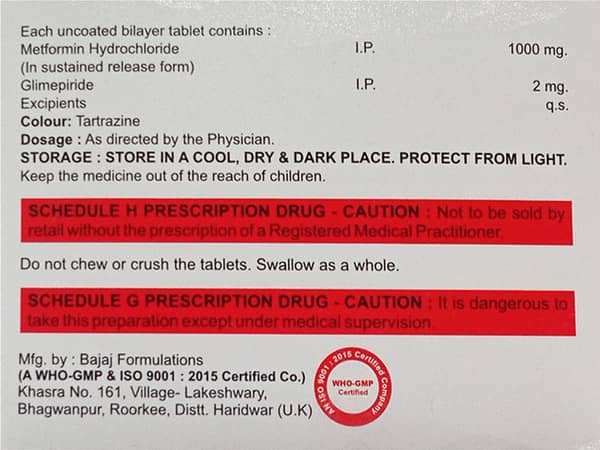 Each uncoated bilayer tablet contains :
Metformin Hydrochloride I.P. 1000 mg.
(In sustained release form)
Glimepiride I.P. 2 mg.
Excipients q.s.
Colour: Tartrazine
Dosage : As directed by the Physician.
STORAGE : STORE IN A COOL, DRY & DARK PLACE. PROTECT FROM LIGHT.
Keep the medicine out of the reach of children.
SCHEDULE H PRESCRIPTION DRUG - CAUTION : Not to be sold by
retail without the prescription of a Registered Medical Practitioner.
Do not chew or crush the tablets. Swallow as a whole.
SCHEDULE G PRESCRIPTION DRUG - CAUTION : It is dangerous to
take this preparation except under medical supervision.
Mfg. by : Bajaj Formulations
(A WHO-GMP & ISO 9001 : 2015 Certified Co.)
Khasra No. 161, Village- Lakeshwary,
Bhagwanpur, Roorkee, Distt. Haridwar (U.K)
AN ISO 9001 : 2015 Certified Company
WHO-GMP
Certified